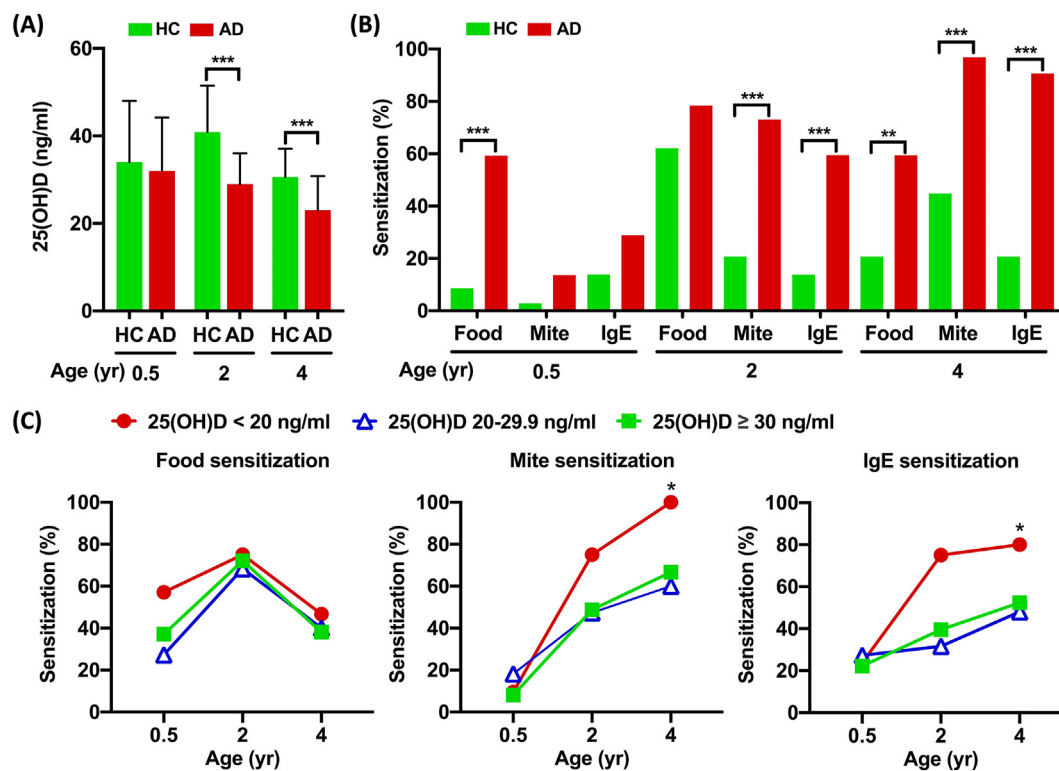 (A)
HC AD
25(OH)D (ng/ml)
60
40
20
0
***
***
HC AD HC AD HC AD
Age (yr) 0.5 2 4
(B)
HC AD
Sensitization (%)
100
80
60
40
20
0
***
***
***
**
***
***
Food Mite IgE Food Mite IgE Food Mite IgE
Age (yr) 0.5 2 4
(C)
25(OH)D < 20 ng/ml 25(OH)D 20-29.9 ng/ml 25(OH)D ≥ 30 ng/ml
Food sensitization
Sensitization (%)
100
80
60
40
20
0
0.5 2 4
Age (yr)
Mite sensitization
Sensitization (%)
100
80
60
40
20
0
*
0.5 2 4
Age (yr)
IgE sensitization
Sensitization (%)
100
80
60
40
20
0
*
0.5 2 4
Age (yr)